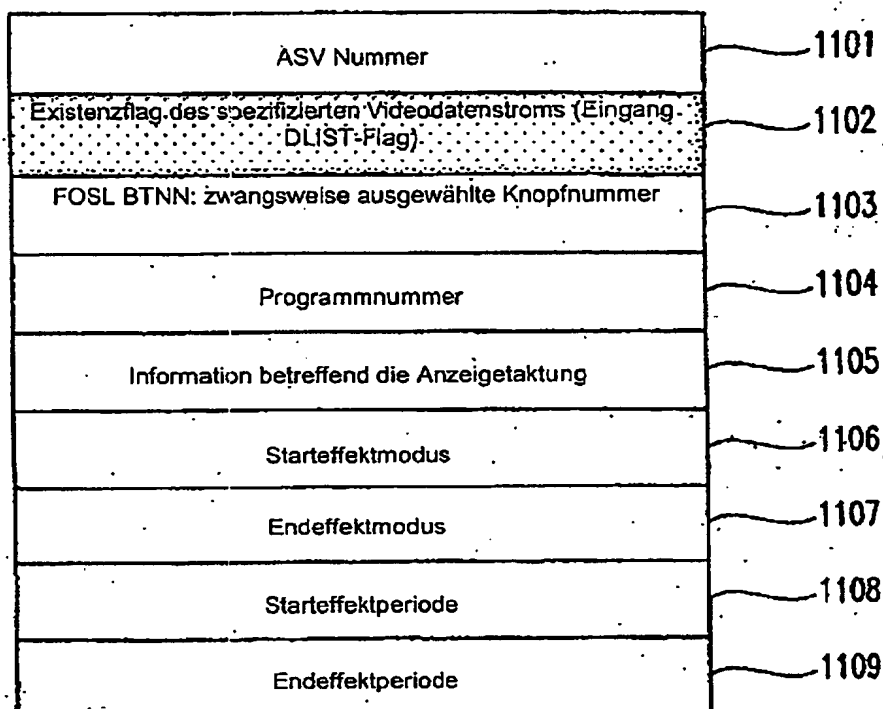 ASV Nummer
1101
Existenzflag des spezifizierten Videodatenstroms (Eingang
DLIST-Flag)
1102
FOSL BTNN: zwangsweise ausgewählte Knopfnummer
1103
Programmnummer
1104
Information betreffend die Anzeigetaktung
1105
Starteffektmodus
1106
Endeffektmodus
1107
Starteffektperiode
1108
Endeffektperiode
1109